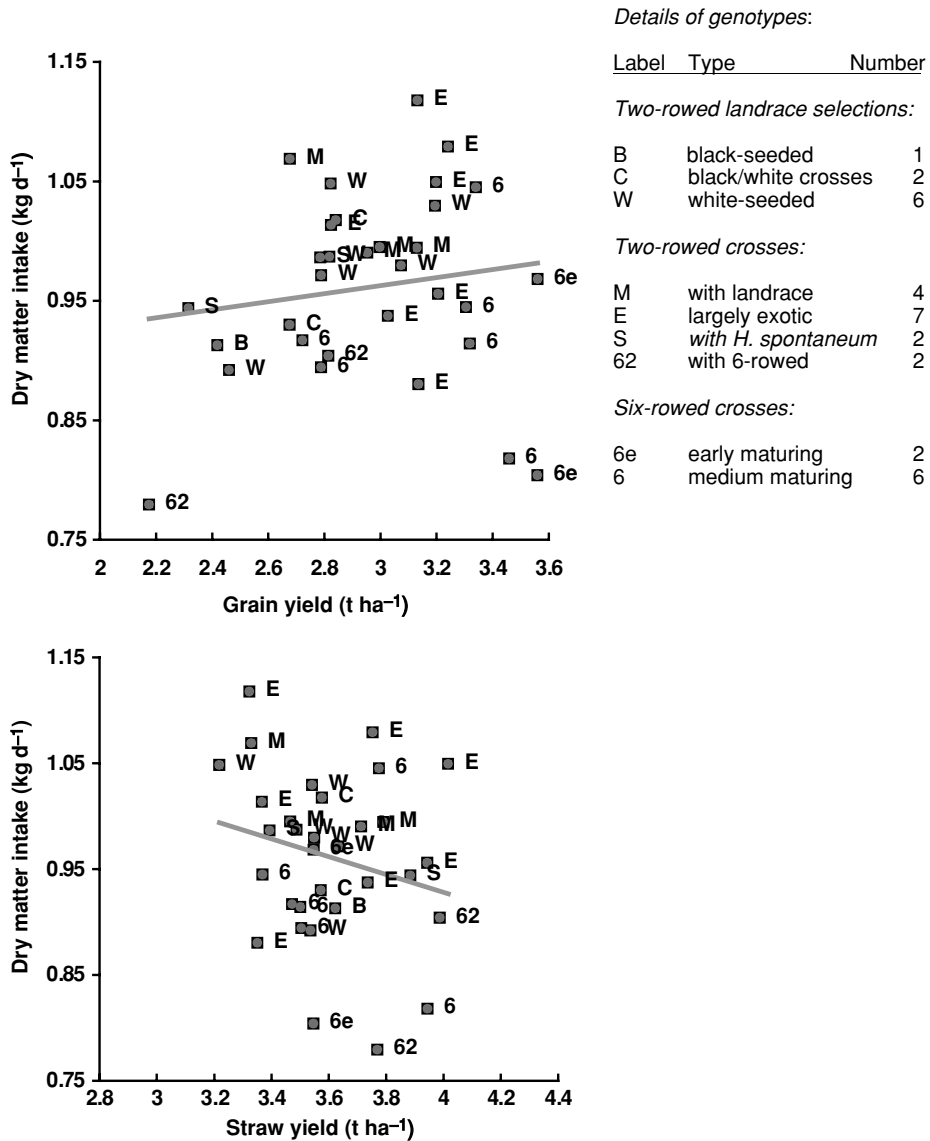 Details of genotypes:
Label Type Number
Two-rowed landrace selections:
B black-seeded 1
C black/white crosses 2
W white-seeded 6
Two-rowed crosses:
M with landrace 4
E largely exotic 7
S with H. spontaneum 2
62 with 6-rowed 2
Six-rowed crosses:
6e early maturing 2
6 medium maturing 6
Dry matter intake (kg d–1)
1.15
1.05
0.95
0.85
0.75
E
E
M
W
E
6
W
C
E
M
M
M
W
S
W
W
6e
E
6
S
E
C
6
B
62
6
6
W
E
6
6e
62
2 2.2 2.4 2.6 2.8 3 3.2 3.4 3.6
Grain yield (t ha–1)
Dry matter intake (kg d–1)
1.15
1.05
0.95
0.85
0.75
E
E
M
W
6
E
W
C
E
M
M
S
W
M
W
W
6e
E
6
S
E
C
6
6
B
62
6
W
E
6
6e
62
2.8 3 3.2 3.4 3.6 3.8 4 4.2 4.4
Straw yield (t ha–1)